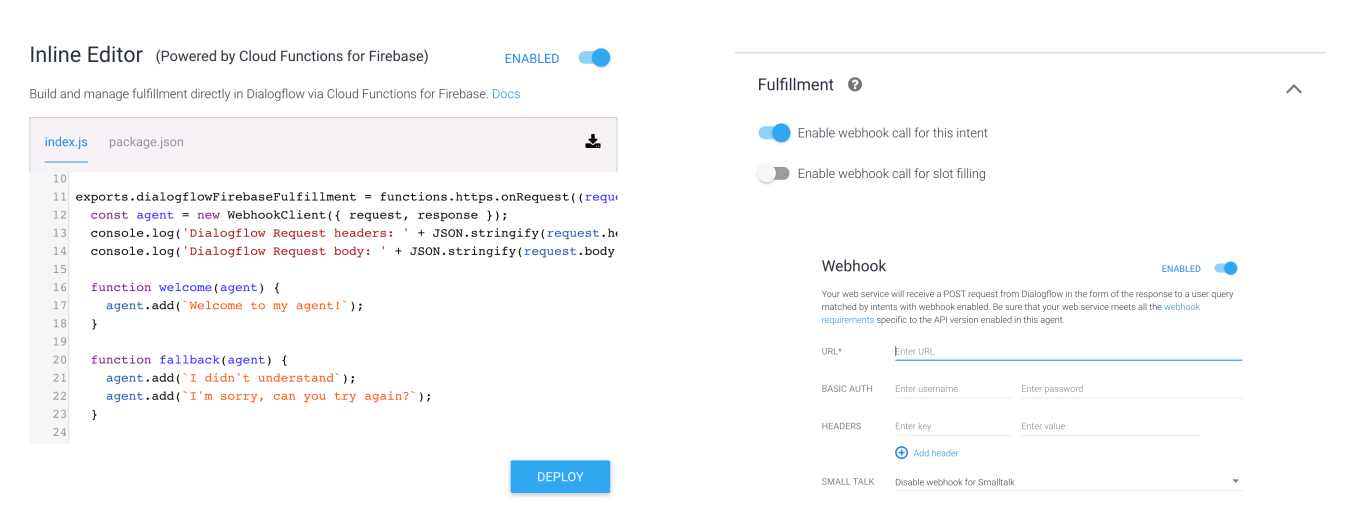 Inline Editor (Powered by Cloud Functions for Firebase) ENABLED
Build and manage fulfillment directly in Dialogflow via Cloud Functions for Firebase. Docs
index.js package.json
10
11 exports.dialogflowFirebaseFulfillment = functions.https.onRequest((reque
12 const agent = new WebhookClient({ request, response });
13 console.log('Dialogflow Request headers: ' + JSON.stringify(request.he
14 console.log('Dialogflow Request body: ' + JSON.stringify(request.body
15
16 function welcome(agent) {
17 agent.add(`Welcome to my agent!`);
18 }
19
20 function fallback(agent) {
21 agent.add(`I didn't understand`);
22 agent.add(`I'm sorry, can you try again?`);
23 }
24
DEPLOY
Fulfillment ?
Enable webhook call for this intent
Enable webhook call for slot filling
Webhook ENABLED
Your web service will receive a POST request from Dialogflow in the form of the response to a user query
matched by intents with webhook enabled. Be sure that your web service meets all the webhook
requirements specific to the API version enabled in this agent.
URL* Enter URL
BASIC AUTH Enter username Enter password
HEADERS Enter key Enter value
Add header
SMALL TALK Disable webhook for Smalltalk